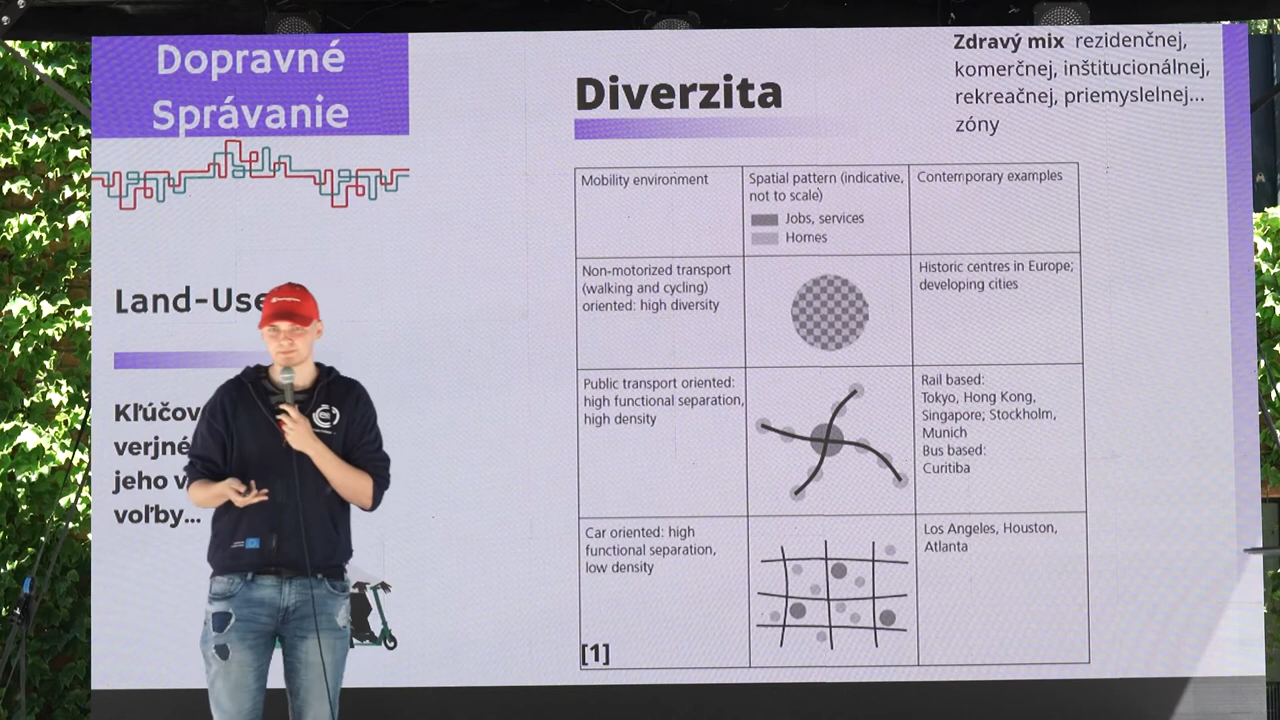 Dopravné
Správanie
Land-Use
Kľúčov
verjné
jeho v
voľby...
Diverzita
Zdravý mix rezidenčnej,
komerčnej, inštitucionálnej,
rekreačnej, priemyslelnej...
zóny
Mobility environment
Spatial pattern (indicative,
not to scale)
Jobs, services
Homes
Contemporary examples
Non-motorized transport
(walking and cycling)
oriented: high diversity
Historic centres in Europe;
developing cities
Public transport oriented:
high functional separation,
high density
Rail based:
Tokyo, Hong Kong,
Singapore; Stockholm,
Munich
Bus based:
Curitiba
Car oriented: high
functional separation,
low density
Los Angeles, Houston,
Atlanta
[1]